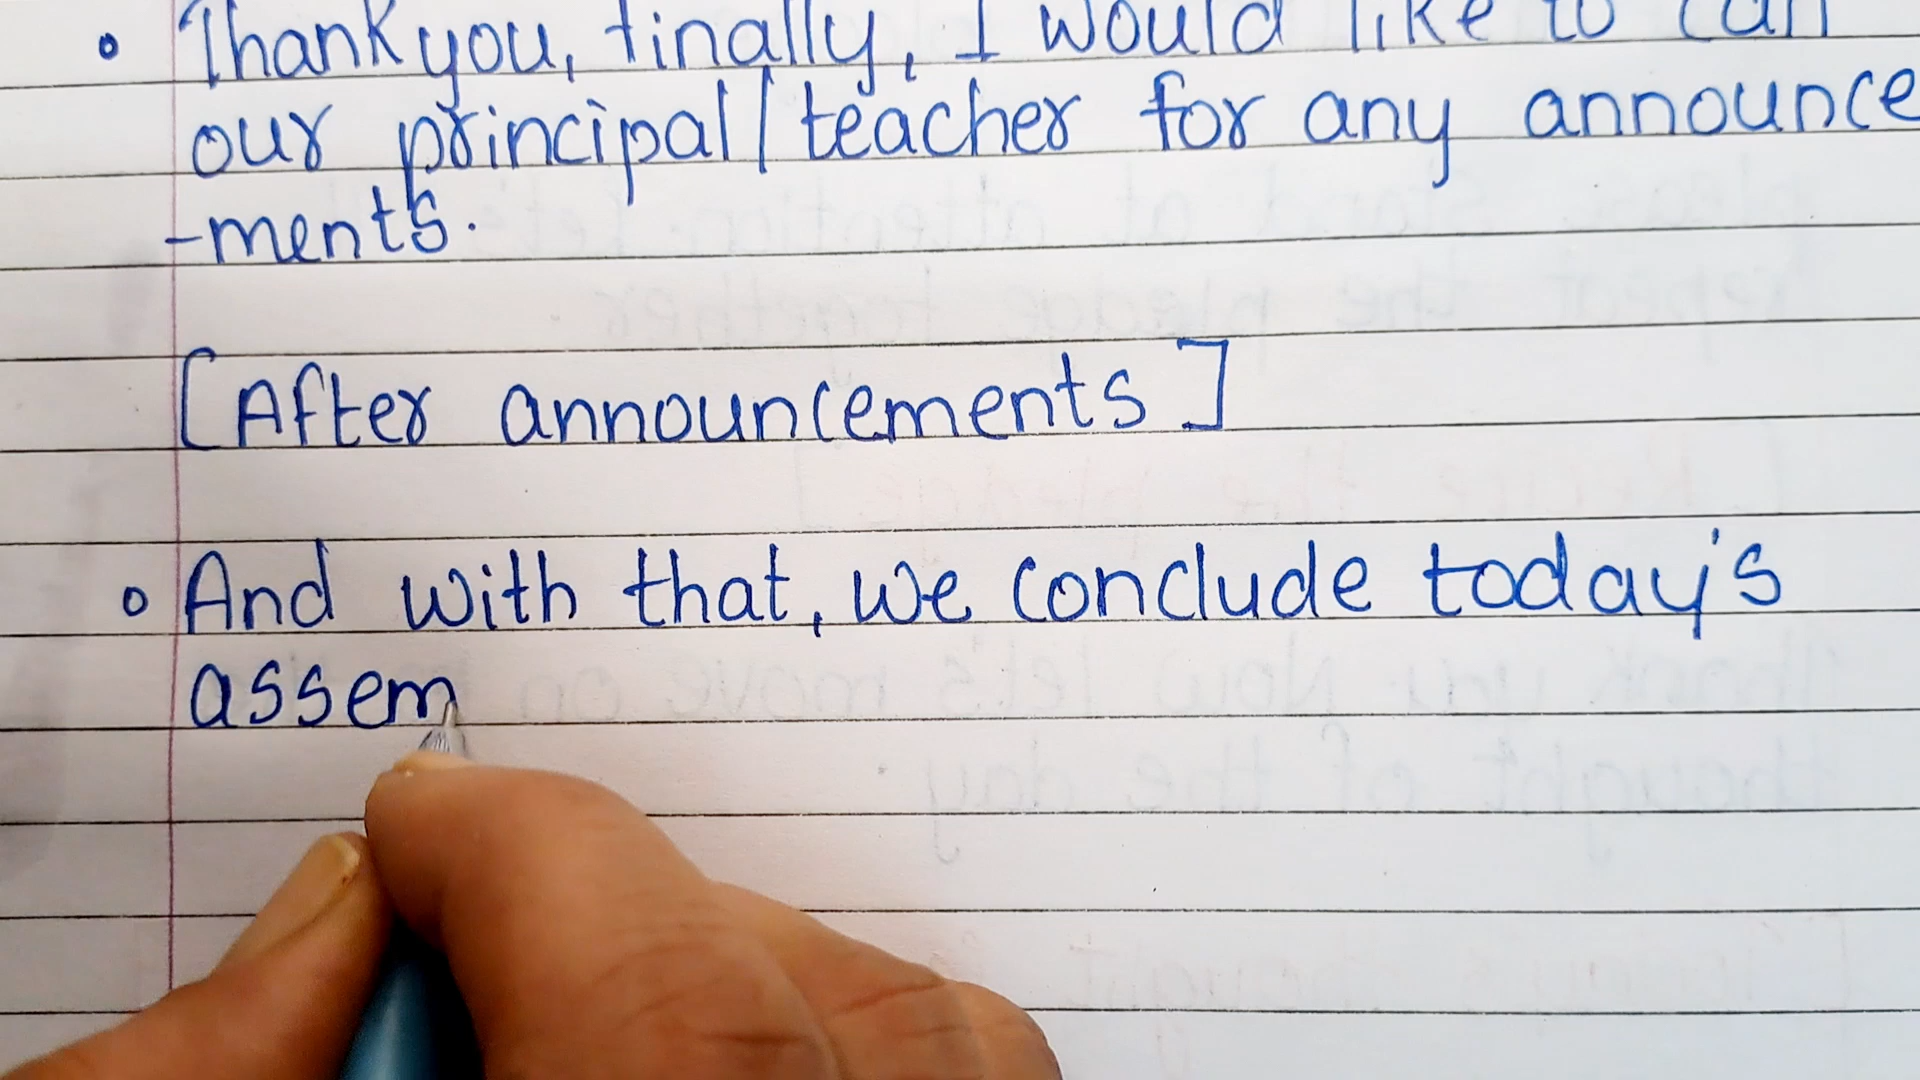 • Thank you, finally, I would like to call
our principal/teacher for any announce
-ments.
[After announcements]
• And with that, we conclude today's
assem